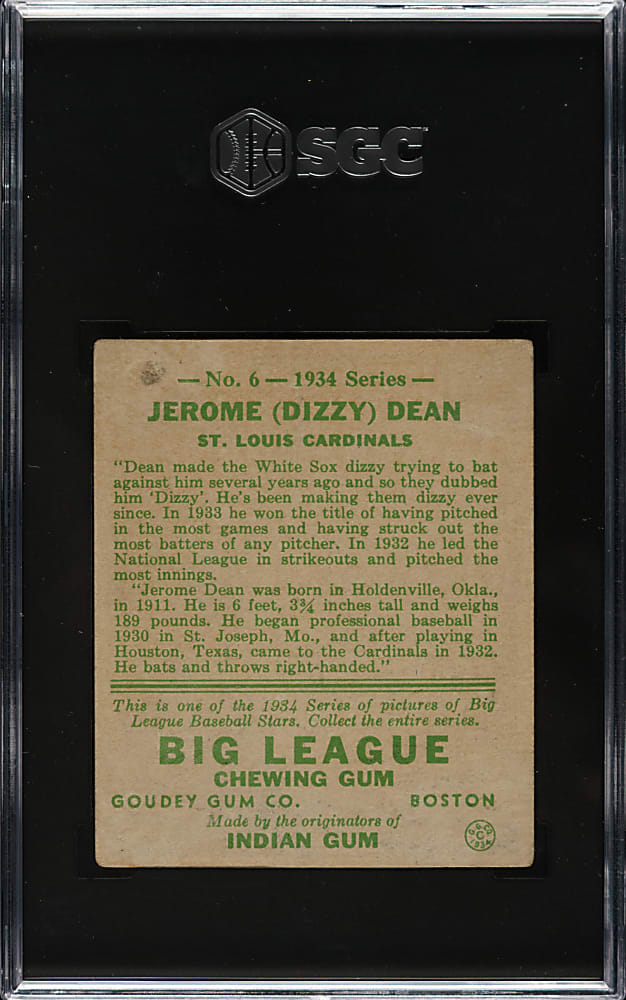 SGC
— No. 6 — 1934 Series —
JEROME (DIZZY) DEAN
ST. LOUIS CARDINALS
"Dean made the White Sox dizzy trying to bat
against him several years ago and so they dubbed
him 'Dizzy'. He's been making them dizzy ever
since. In 1933 he won the title of having pitched
in the most games and having struck out the
most batters of any pitcher. In 1932 he led the
National League in strikeouts and pitched the
most innings.
"Jerome Dean was born in Holdenville, Okla.,
in 1911. He is 6 feet, 3¾ inches tall and weighs
189 pounds. He began professional baseball in
1930 in St. Joseph, Mo., and after playing in
Houston, Texas, came to the Cardinals in 1932.
He bats and throws right-handed."
This is one of the 1934 Series of pictures of Big
League Baseball Stars. Collect the entire series.
BIG LEAGUE
CHEWING GUM
GOUDEY GUM CO. BOSTON
Made by the originators of
INDIAN GUM
G.G.CO.
C
1934